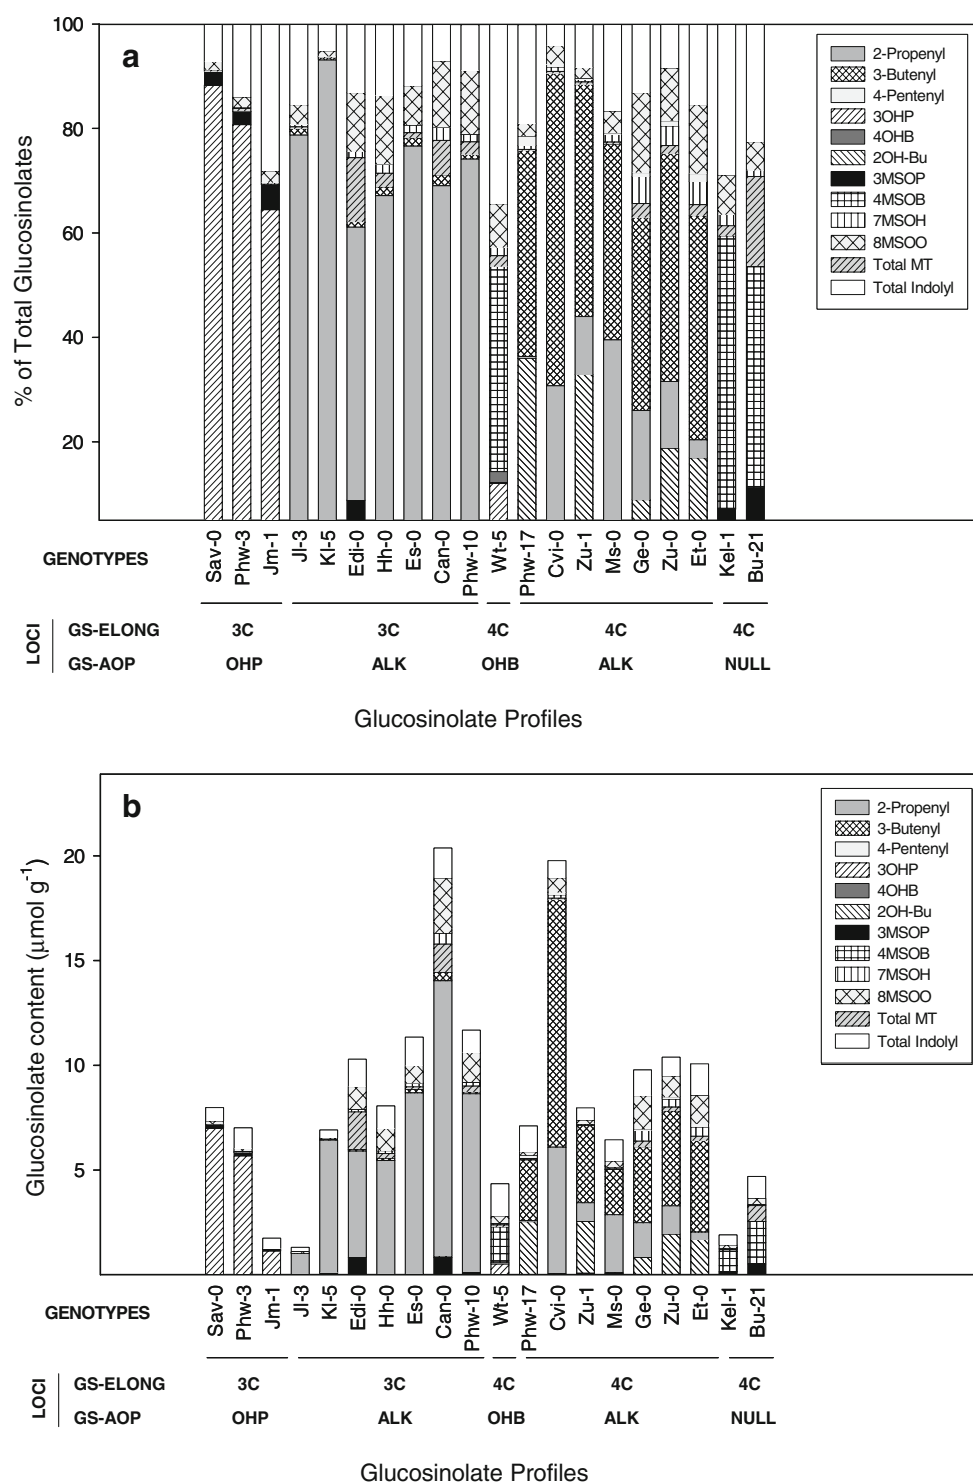 a
100
80
60
40
20
% of Total Glucosinolates
2-Propenyl
3-Butenyl
4-Pentenyl
3OHP
4OHB
2OH-Bu
3MSOP
4MSOB
7MSOH
8MSOO
Total MT
Total Indolyl
GENOTYPES
Sav-0
Phw-3
Jm-1
Jl-3
Kl-5
Edi-0
Hh-0
Es-0
Can-0
Phw-10
Wt-5
Phw-17
Cvi-0
Zu-1
Ms-0
Ge-0
Zu-0
Et-0
Kel-1
Bu-21
LOCI
GS-ELONG 3C 3C 4C 4C 4C
GS-AOP OHP ALK OHB ALK NULL
Glucosinolate Profiles
b
20
15
10
5
Glucosinolate content (µmol g-1)
2-Propenyl
3-Butenyl
4-Pentenyl
3OHP
4OHB
2OH-Bu
3MSOP
4MSOB
7MSOH
8MSOO
Total MT
Total Indolyl
GENOTYPES
Sav-0
Phw-3
Jm-1
Jl-3
Kl-5
Edi-0
Hh-0
Es-0
Can-0
Phw-10
Wt-5
Phw-17
Cvi-0
Zu-1
Ms-0
Ge-0
Zu-0
Et-0
Kel-1
Bu-21
LOCI
GS-ELONG 3C 3C 4C 4C 4C
GS-AOP OHP ALK OHB ALK NULL
Glucosinolate Profiles